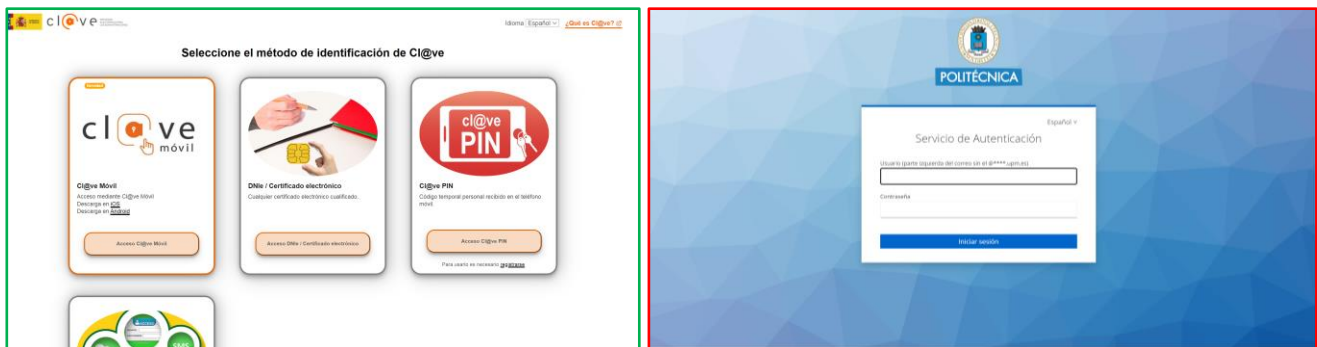 cl@ve
Idioma Español ¿Qué es Cl@ve?
Seleccione el método de identificación de Cl@ve
cl@ve
móvil
Cl@ve Móvil
Acceso mediante Cl@ve Móvil
Descarga en iOS
Descarga en Android
Acceso Cl@ve Móvil
DNIe / Certificado electrónico
Cualquier certificado electrónico cualificado.
Acceso DNIe / Certificado electrónico
cl@ve
PIN
Cl@ve PIN
Código temporal personal recibido en el teléfono
móvil.
Acceso Cl@ve PIN
Para usarlo es necesario registrarse
SMS
POLITÉCNICA
Español
Servicio de Autenticación
Usuario (parte izquierda del correo sin el @****.upm.es)
Contraseña
Iniciar sesión